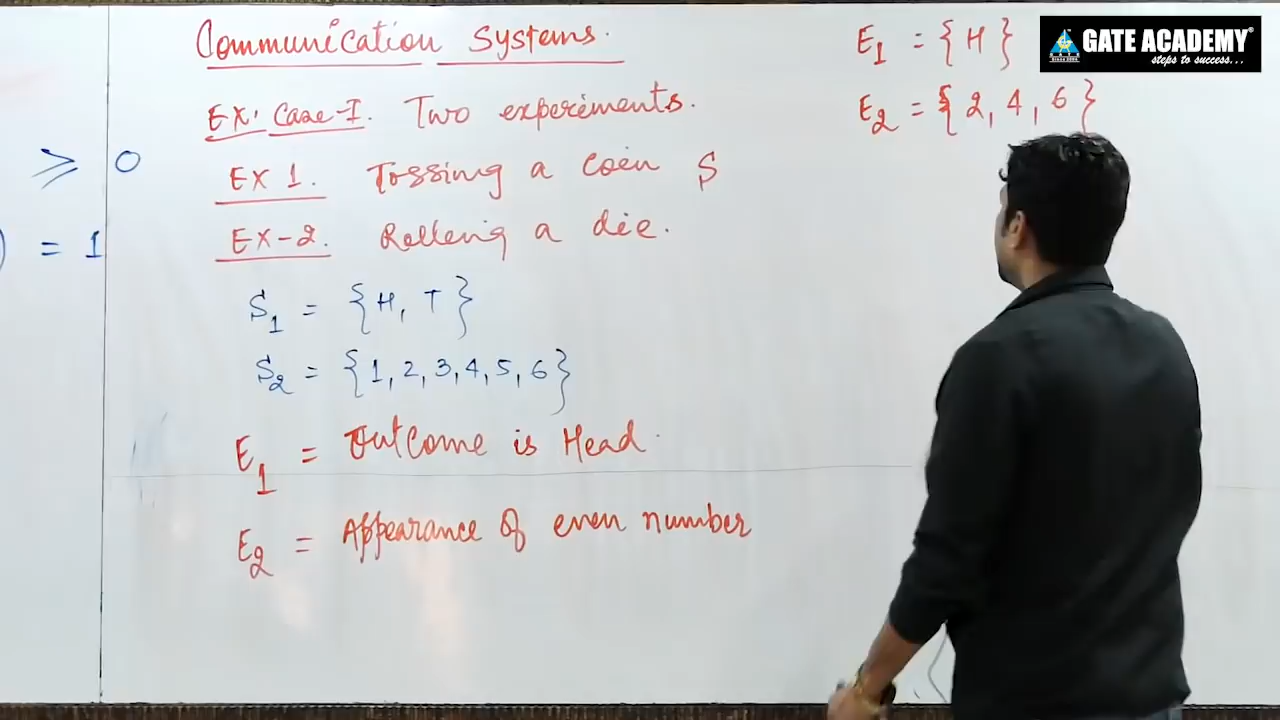 Communication Systems.
Ex: Case-I. Two experiments.
Ex 1. Tossing a coin S
Ex-2. Rolling a die.
S1 = {H, T}
S2 = {1, 2, 3, 4, 5, 6}
E1 = Outcome is Head.
E2 = Appearance of even number
≥ 0
) = 1
E1 = {H}
E2 = {2, 4, 6}
GATE ACADEMY®
steps to success...